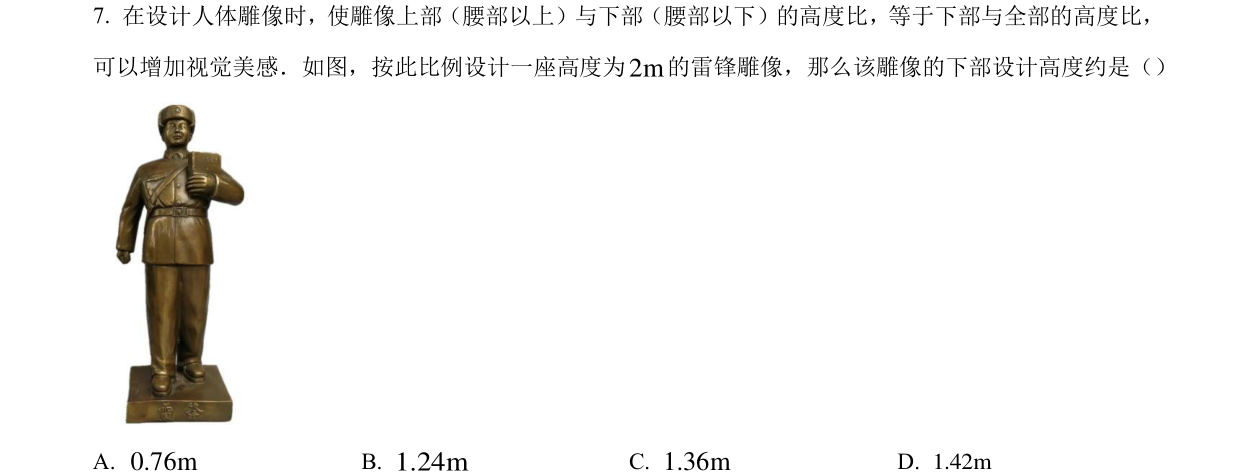 7. 在设计人体雕像时，使雕像上部（腰部以上）与下部（腰部以下）的高度比，等于下部与全部的高度比，
可以增加视觉美感．如图，按此比例设计一座高度为2m的雷锋雕像，那么该雕像的下部设计高度约是（）
雷 锋
A. 0.76m B. 1.24m C. 1.36m D. 1.42m